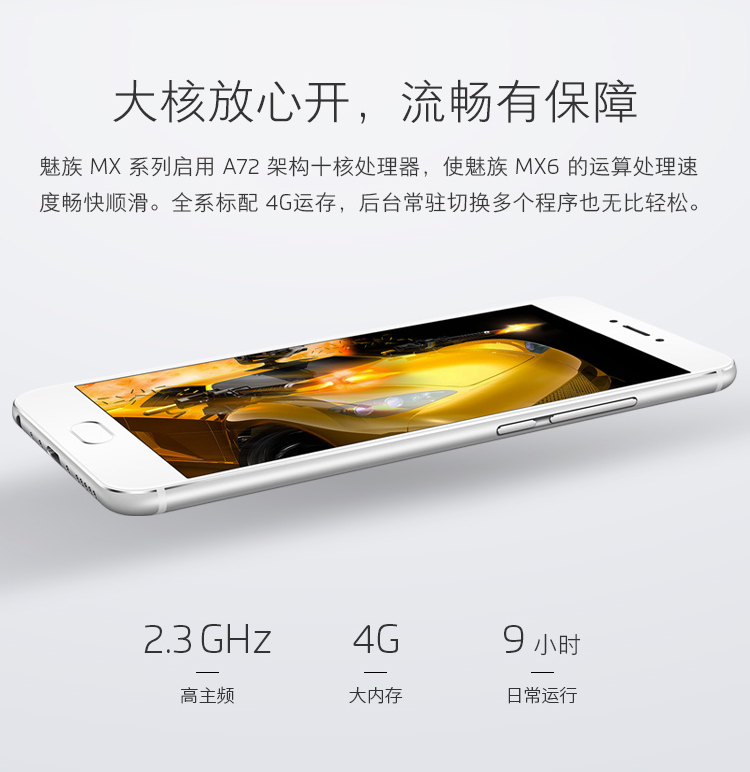 大核放心开，流畅有保障
魅族 MX 系列启用 A72 架构十核处理器，使魅族 MX6 的运算处理速
度畅快顺滑。全系标配 4G运存，后台常驻切换多个程序也无比轻松。
2.3 GHz 4G 9 小时
高主频 大内存 日常运行